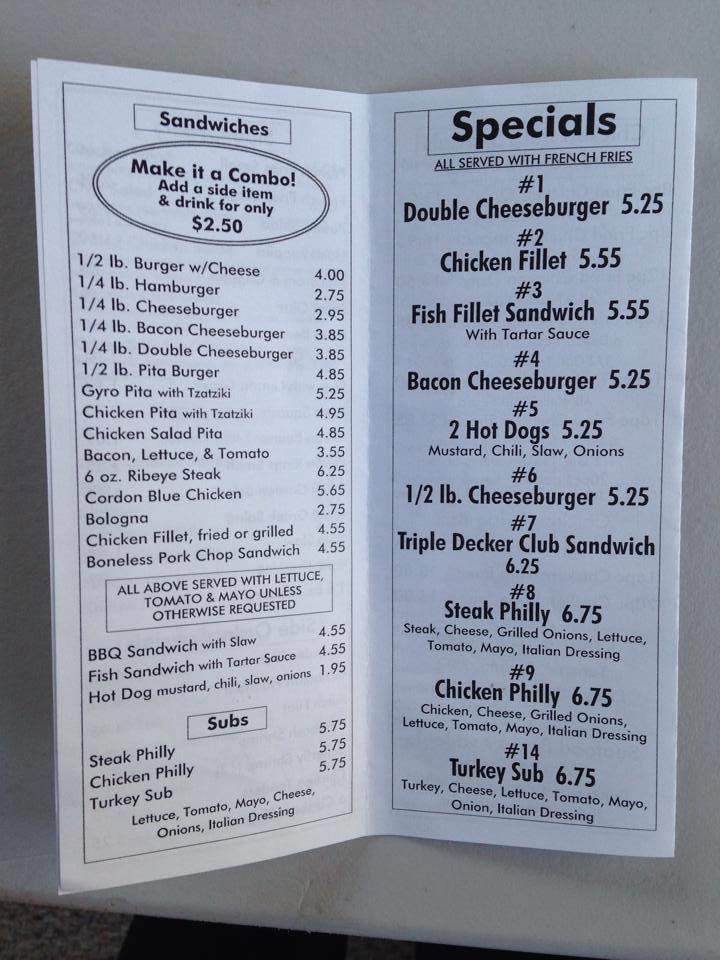 Sandwiches
Make it a Combo!
Add a side item
& drink for only
$2.50
1/2 lb. Burger w/Cheese 4.00
1/4 lb. Hamburger 2.75
1/4 lb. Cheeseburger 2.95
1/4 lb. Bacon Cheeseburger 3.85
1/4 lb. Double Cheeseburger 3.85
1/2 lb. Pita Burger 4.85
Gyro Pita with Tzatziki 5.25
Chicken Pita with Tzatziki 4.95
Chicken Salad Pita 4.85
Bacon, Lettuce, & Tomato 3.55
6 oz. Ribeye Steak 6.25
Cordon Blue Chicken 5.65
Bologna 2.75
Chicken Fillet, fried or grilled 4.55
Boneless Pork Chop Sandwich 4.55
ALL ABOVE SERVED WITH LETTUCE,
TOMATO & MAYO UNLESS
OTHERWISE REQUESTED
BBQ Sandwich with Slaw 4.55
Fish Sandwich with Tartar Sauce 4.55
Hot Dog mustard, chili, slaw, onions 1.95
Subs
Steak Philly 5.75
Chicken Philly 5.75
Turkey Sub 5.75
Lettuce, Tomato, Mayo, Cheese,
Onions, Italian Dressing
Specials
ALL SERVED WITH FRENCH FRIES
#1
Double Cheeseburger 5.25
#2
Chicken Fillet 5.55
#3
Fish Fillet Sandwich 5.55
With Tartar Sauce
#4
Bacon Cheeseburger 5.25
#5
2 Hot Dogs 5.25
Mustard, Chili, Slaw, Onions
#6
1/2 lb. Cheeseburger 5.25
#7
Triple Decker Club Sandwich
6.25
#8
Steak Philly 6.75
Steak, Cheese, Grilled Onions, Lettuce,
Tomato, Mayo, Italian Dressing
#9
Chicken Philly 6.75
Chicken, Cheese, Grilled Onions,
Lettuce, Tomato, Mayo, Italian Dressing
#14
Turkey Sub 6.75
Turkey, Cheese, Lettuce, Tomato, Mayo,
Onion, Italian Dressing